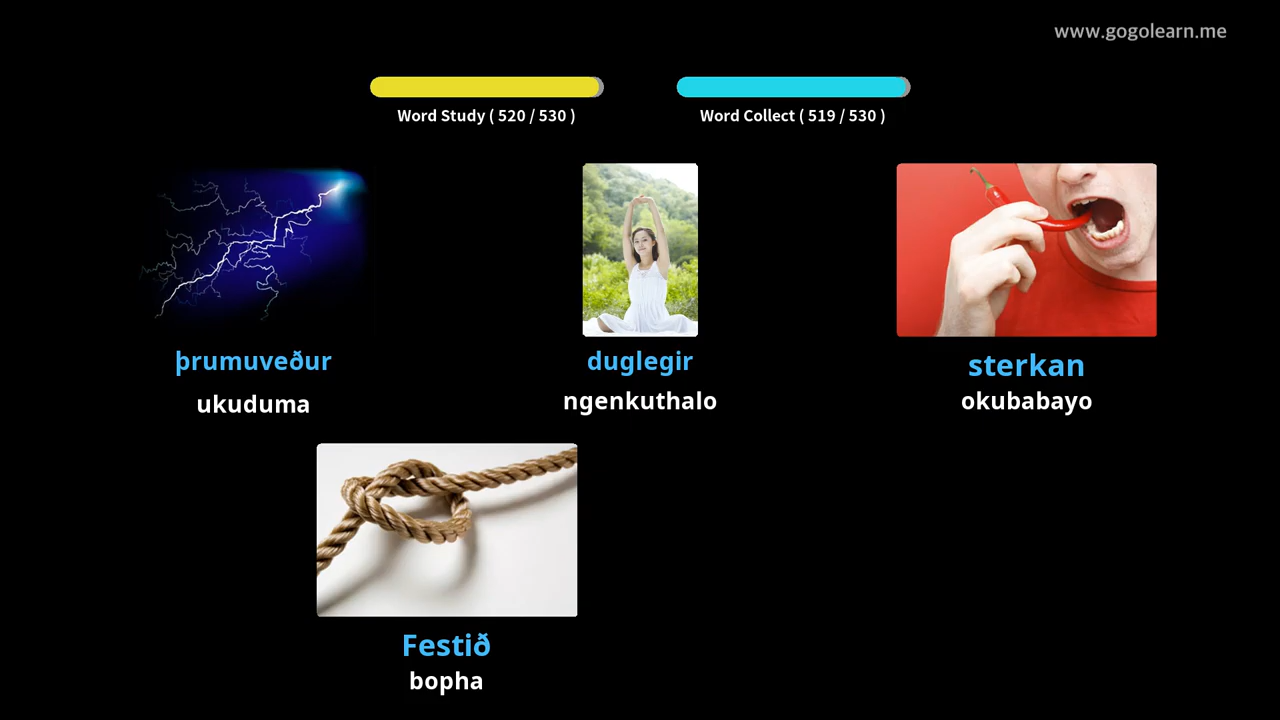 www.gogolearn.me
Word Study ( 520 / 530 )
Word Collect ( 519 / 530 )
þrumuveður
ukuduma
duglegir
ngenkuthalo
sterkan
okubabayo
Festið
bopha